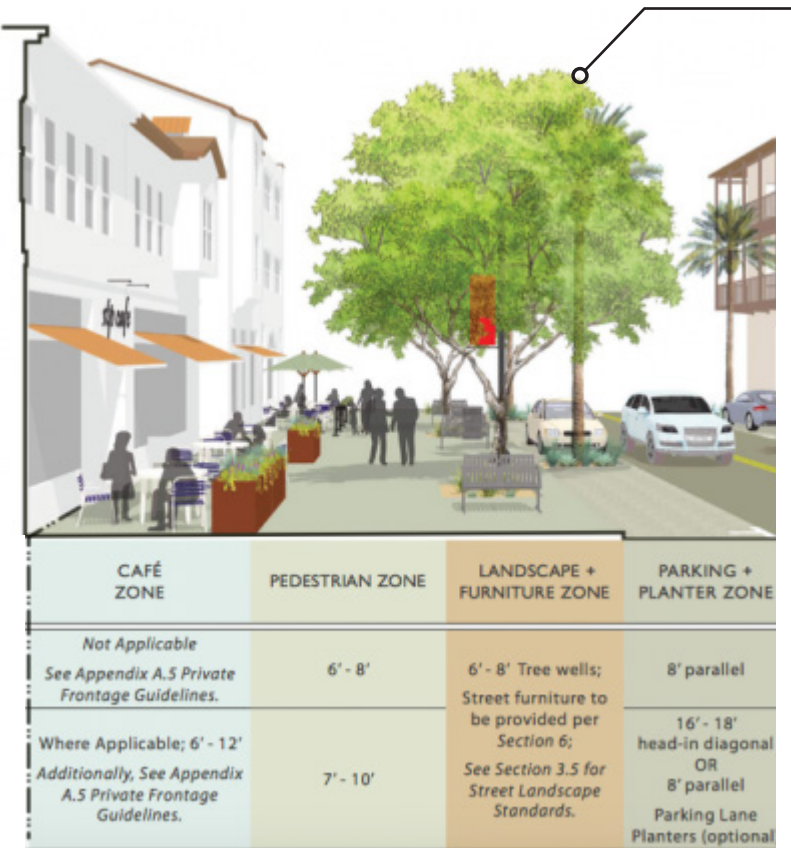 CAFÉ
ZONE
PEDESTRIAN ZONE
LANDSCAPE +
FURNITURE ZONE
PARKING +
PLANTER ZONE
Not Applicable
See Appendix A.5 Private
Frontage Guidelines.
6' - 8'
6' - 8' Tree wells;
Street furniture to
be provided per
Section 6;
See Section 3.5 for
Street Landscape
Standards.
8' parallel
Where Applicable; 6' - 12'
Additionally, See Appendix
A.5 Private Frontage
Guidelines.
7' - 10'
16' - 18'
head-in diagonal
OR
8' parallel
Parking Lane
Planters (optional